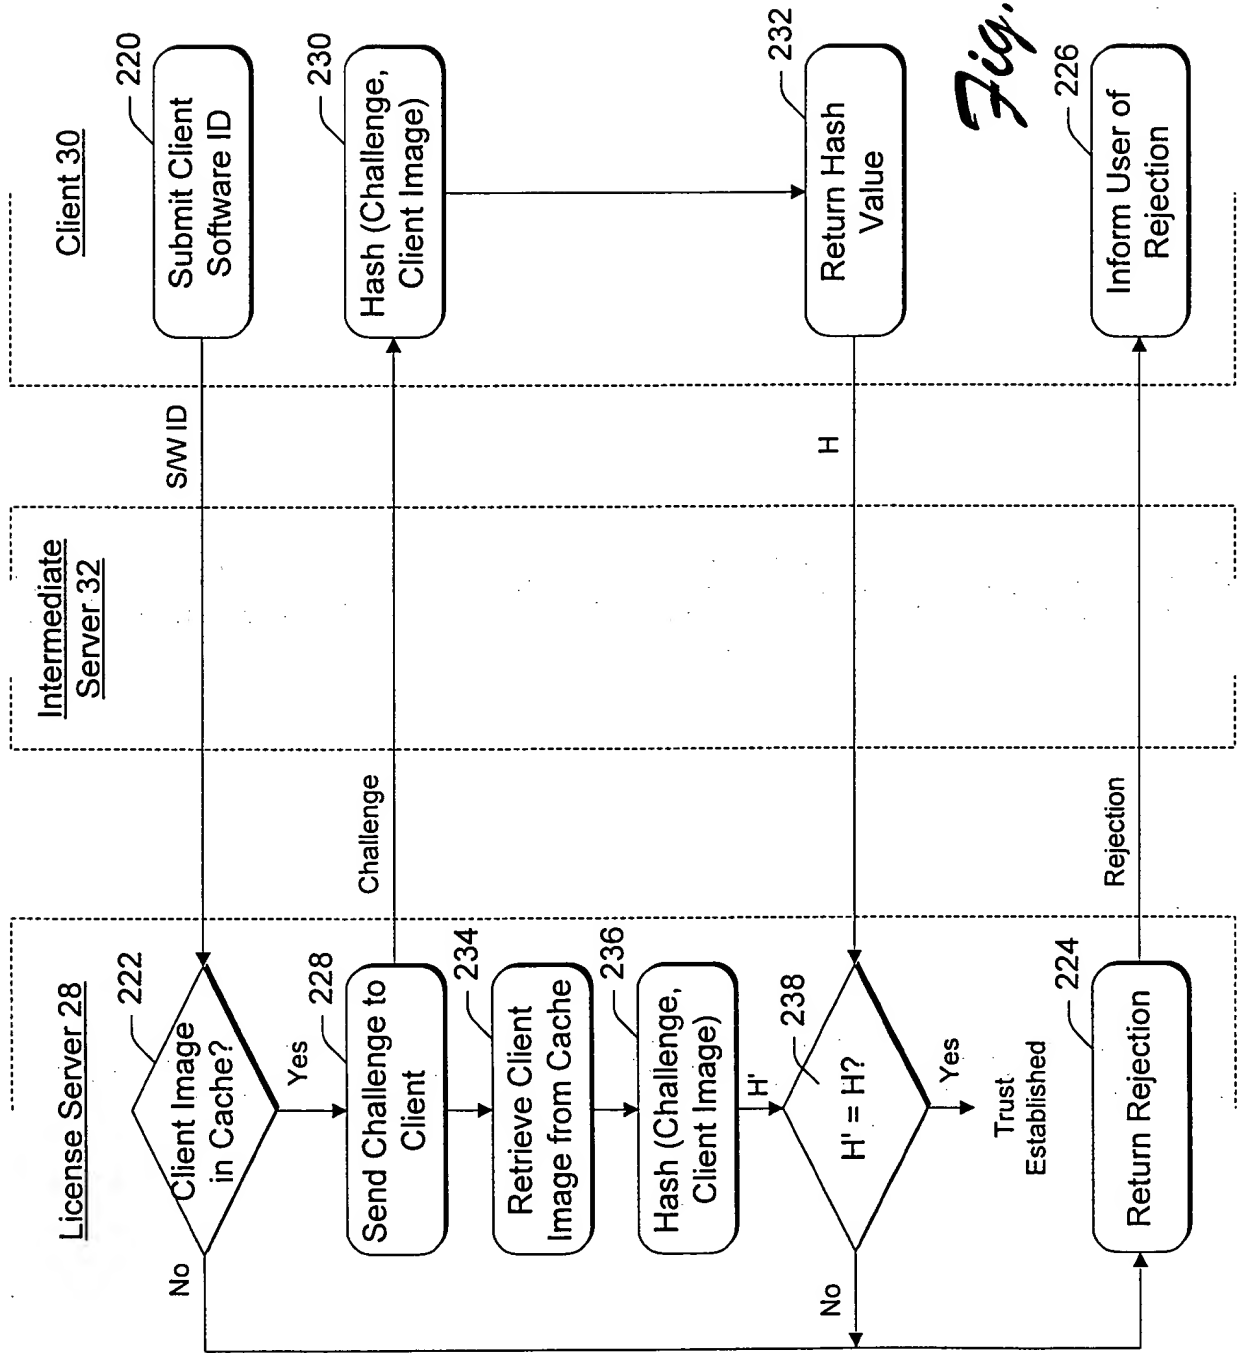 License Server 28
Intermediate
Server 32
Client 30
222
Client Image
in Cache?
No
Yes
S/W ID
220
Submit Client
Software ID
228
Send Challenge to
Client
Challenge
230
Hash (Challenge,
Client Image)
234
Retrieve Client
Image from Cache
236
Hash (Challenge,
Client Image)
H'
238
H' = H?
No
Yes
Trust
Established
H
232
Return Hash
Value
224
Return Rejection
Rejection
226
Inform User of
Rejection
Fig.